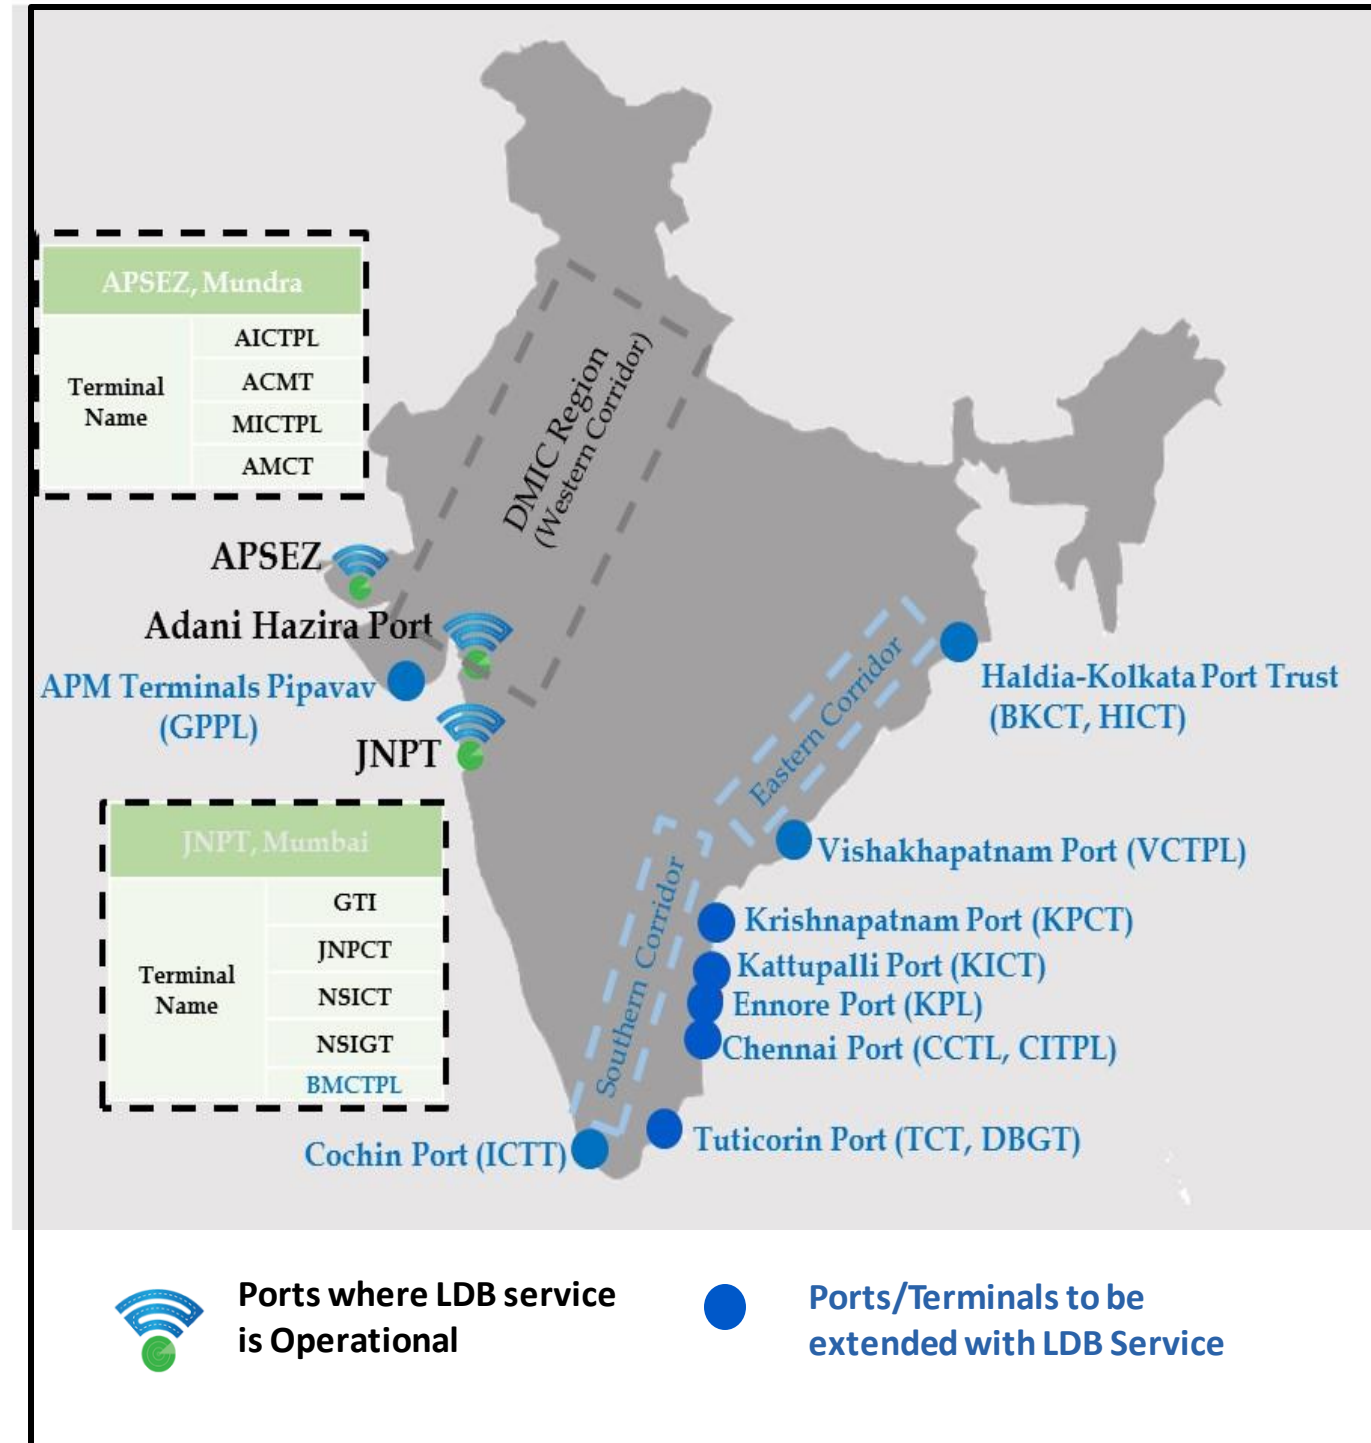 APSEZ, Mundra
Terminal
Name
AICTPL
ACMT
MICTPL
AMCT
DMIC Region
(Western Corridor)
APSEZ
Adani Hazira Port
APM Terminals Pipavav
(GPPL)
JNPT
JNPT, Mumbai
Terminal
Name
GTI
JNPCT
NSICT
NSIGT
BMCTPL
Eastern Corridor
Southern Corridor
Haldia-Kolkata Port Trust
(BKCT, HICT)
Vishakhapatnam Port (VCTPL)
Krishnapatnam Port (KPCT)
Kattupalli Port (KICT)
Ennore Port (KPL)
Chennai Port (CCTL, CITPL)
Tuticorin Port (TCT, DBGT)
Cochin Port (ICTT)
Ports where LDB service
is Operational
Ports/Terminals to be
extended with LDB Service